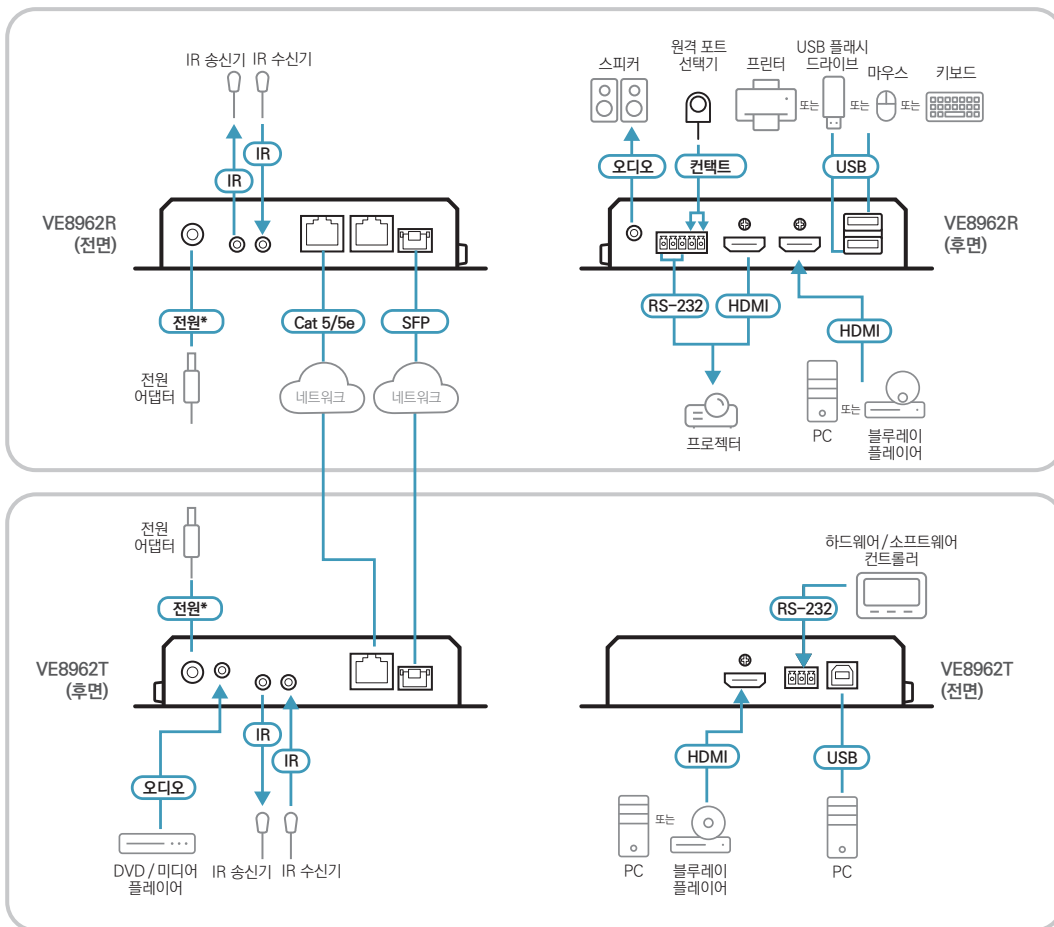 IR 송신기 IR 수신기
IR
IR
VE8962R
(전면)
전원*
Cat 5/5e
SFP
전원
어댑터
네트워크
네트워크
스피커
원격 포트
선택기
프린터
또는
USB 플래시
드라이브
또는
마우스
또는
키보드
오디오
컨택트
USB
VE8962R
(후면)
RS-232
HDMI
HDMI
프로젝터
PC
또는
블루레이
플레이어
전원
어댑터
전원*
VE8962T
(후면)
IR
IR
오디오
DVD / 미디어
플레이어
IR 송신기 IR 수신기
하드웨어 / 소프트웨어
컨트롤러
RS-232
VE8962T
(전면)
HDMI
USB
PC
또는
블루레이
플레이어
PC